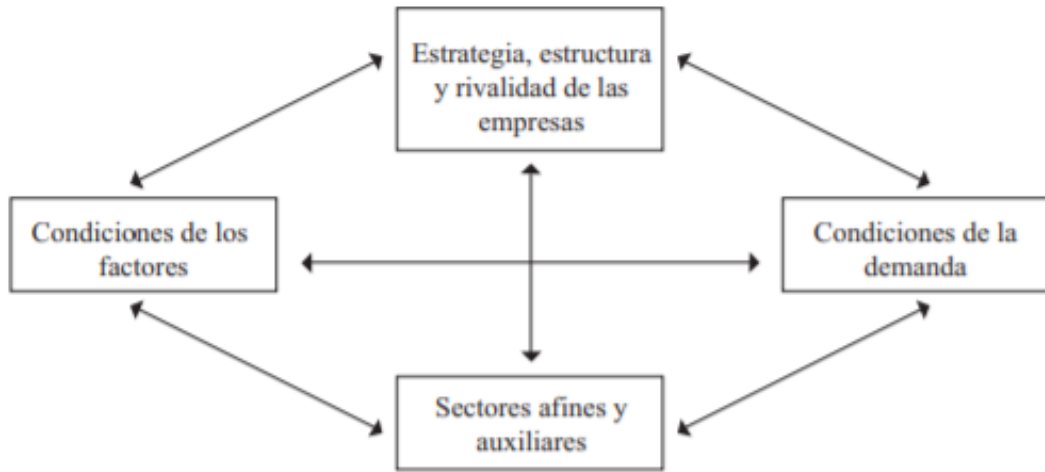 Estrategia, estructura
y rivalidad de las
empresas
Condiciones de los
factores
Condiciones de la
demanda
Sectores afines y
auxiliares